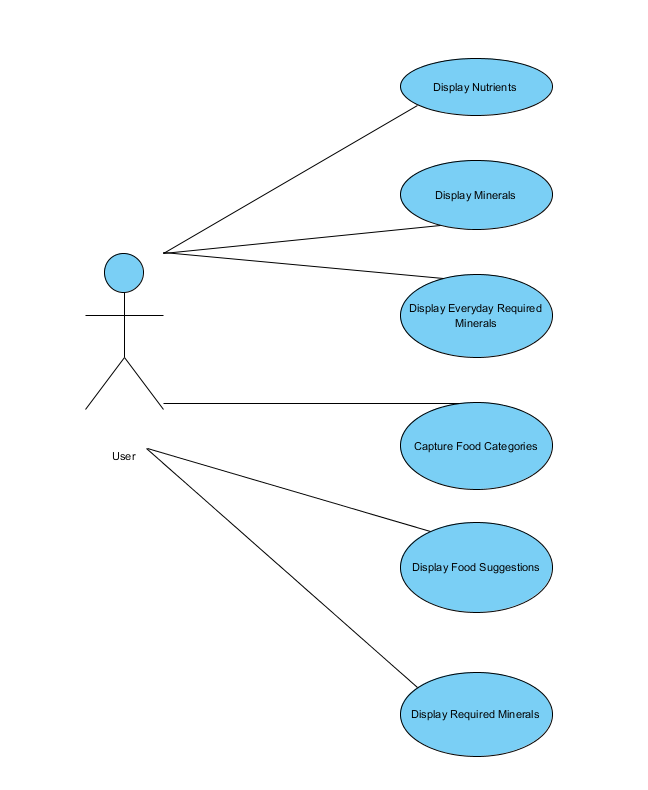 Display Nutrients
Display Minerals
Display Everyday Required
Minerals
Capture Food Categories
User
Display Food Suggestions
Display Required Minerals